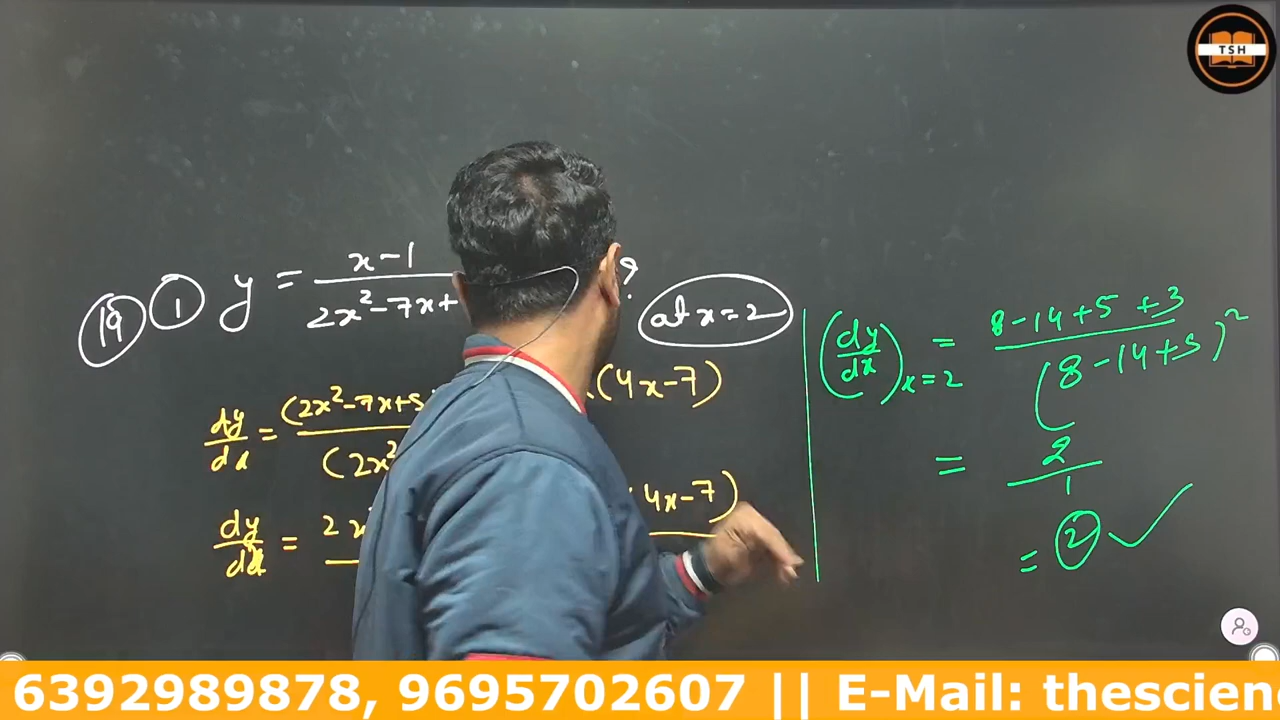 TSH
(19) (1) y = x-1 / 2x²-7x+ ? at x=2
dy/dx = (2x²-7x+5 (4x-7) / (2x²
dy/dx = 2x 4x-7)
(dy/dx)x=2 = 8-14+5+3 / (8-14+5)²
= 2/1
= 2 ✓
6392989878, 9695702607 || E-Mail: thescien